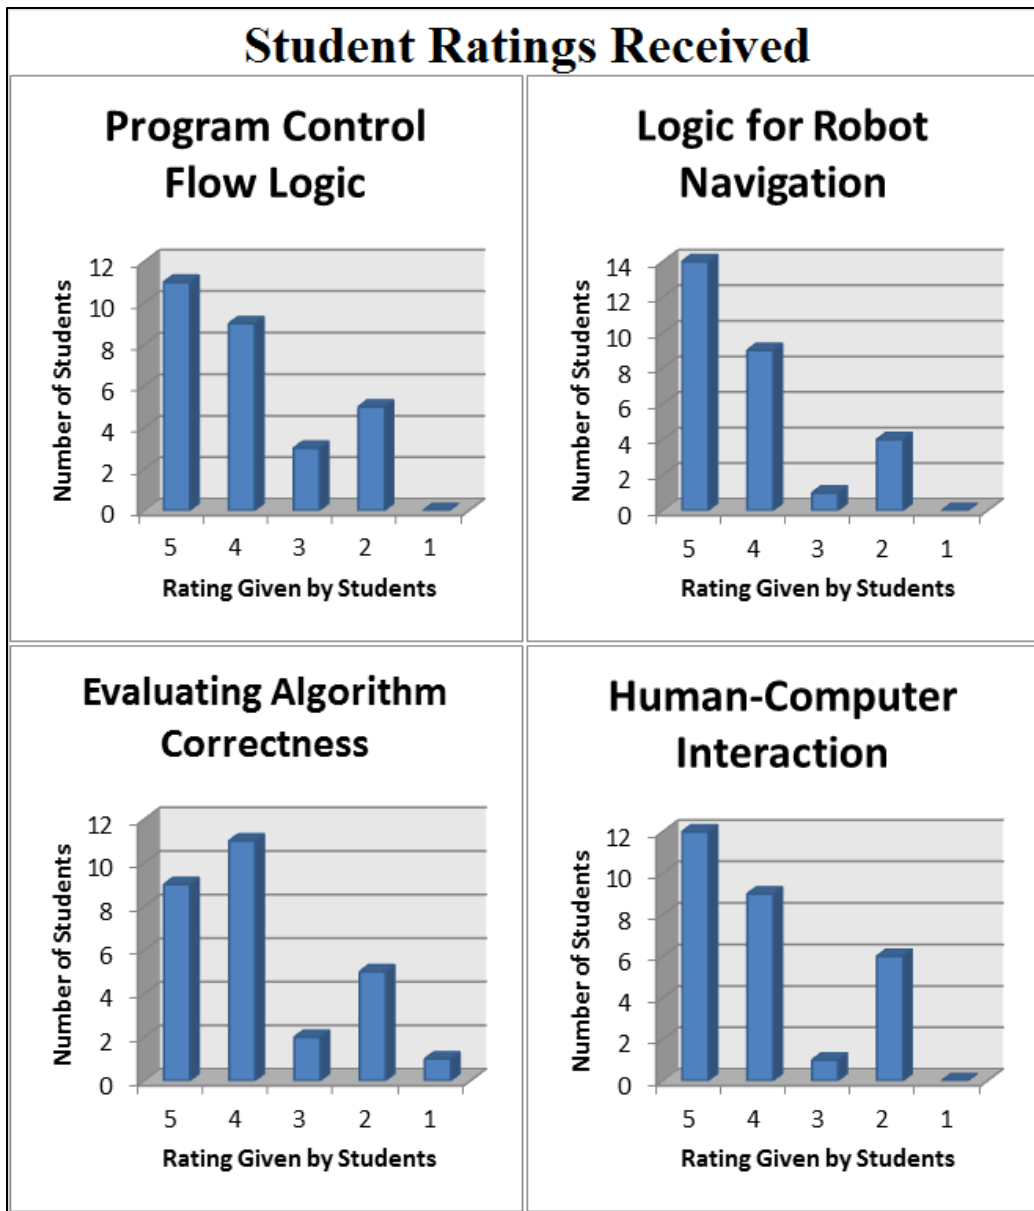 Student Ratings Received
Program Control
Flow Logic
Number of Students
12
10
8
6
4
2
0
5 4 3 2 1
Rating Given by Students
Logic for Robot
Navigation
Number of Students
14
12
10
8
6
4
2
0
5 4 3 2 1
Rating Given by Students
Evaluating Algorithm
Correctness
Number of Students
12
10
8
6
4
2
0
5 4 3 2 1
Rating Given by Students
Human-Computer
Interaction
Number of Students
12
10
8
6
4
2
0
5 4 3 2 1
Rating Given by Students